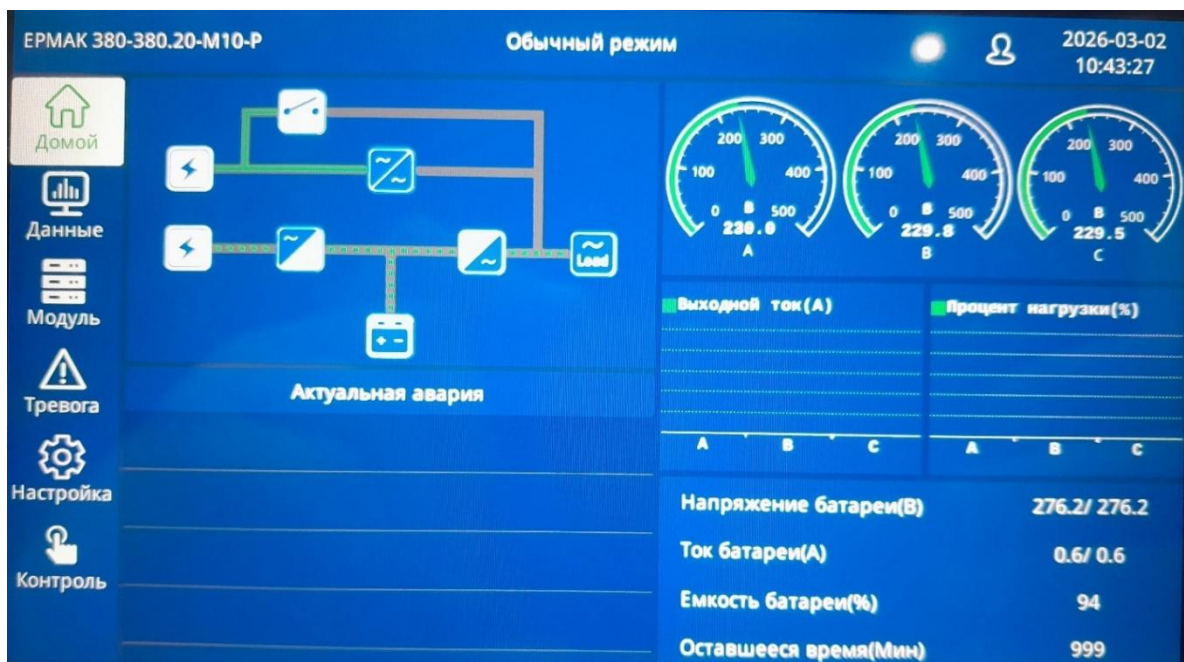 ЕРМАК 380-380.20-М10-Р
Обычный режим
2026-03-02
10:43:27
Домой
Данные
Модуль
Тревога
Настройка
Контроль
Load
Актуальная авария
0 100 200 300 400 500
В
230.0
A
0 100 200 300 400 500
В
229.8
B
0 100 200 300 400 500
В
229.5
C
Выходной ток(А)
A B C
Процент нагрузки(%)
A B C
Напряжение батареи(В) 276.2/ 276.2
Ток батареи(А) 0.6/ 0.6
Емкость батареи(%) 94
Оставшееся время(Мин) 999